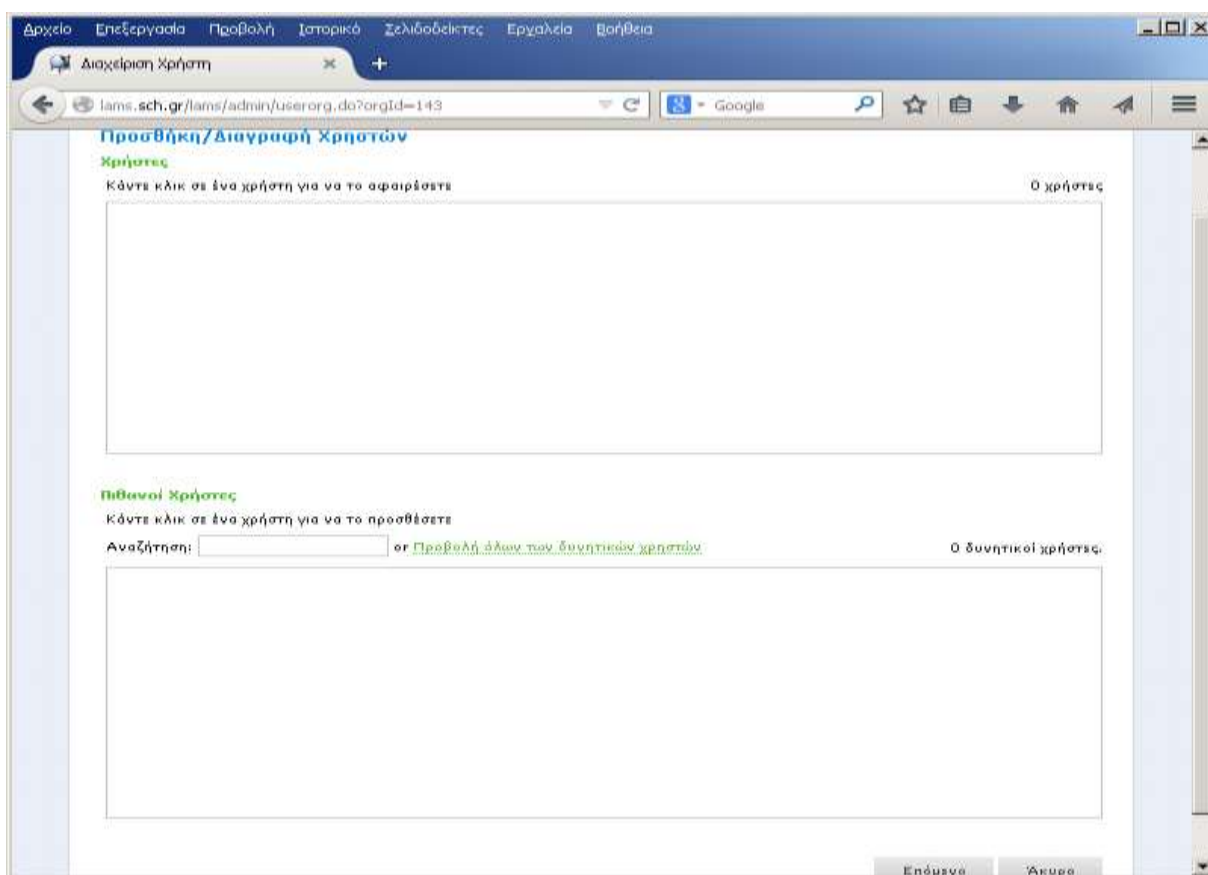 Αρχείο Επεξεργασία Προβολή Ιστορικό Σελιδοδείκτες Εργαλεία Βοήθεια
Διαχείριση Χρήστη
lams.sch.gr/lams/admin/userorg.do?orgId=143 Google
Προσθήκη/Διαγραφή Χρηστών
Χρήστες
Κάντε κλικ σε ένα χρήστη για να το αφαιρέσετε 0 χρήστες
Πιθανοί Χρήστες
Κάντε κλικ σε ένα χρήστη για να το προσθέσετε
Αναζήτηση: or Προβολή όλων των δυνητικών χρηστών 0 δυνητικοί χρήστες.
Επόμενο Άκυρο